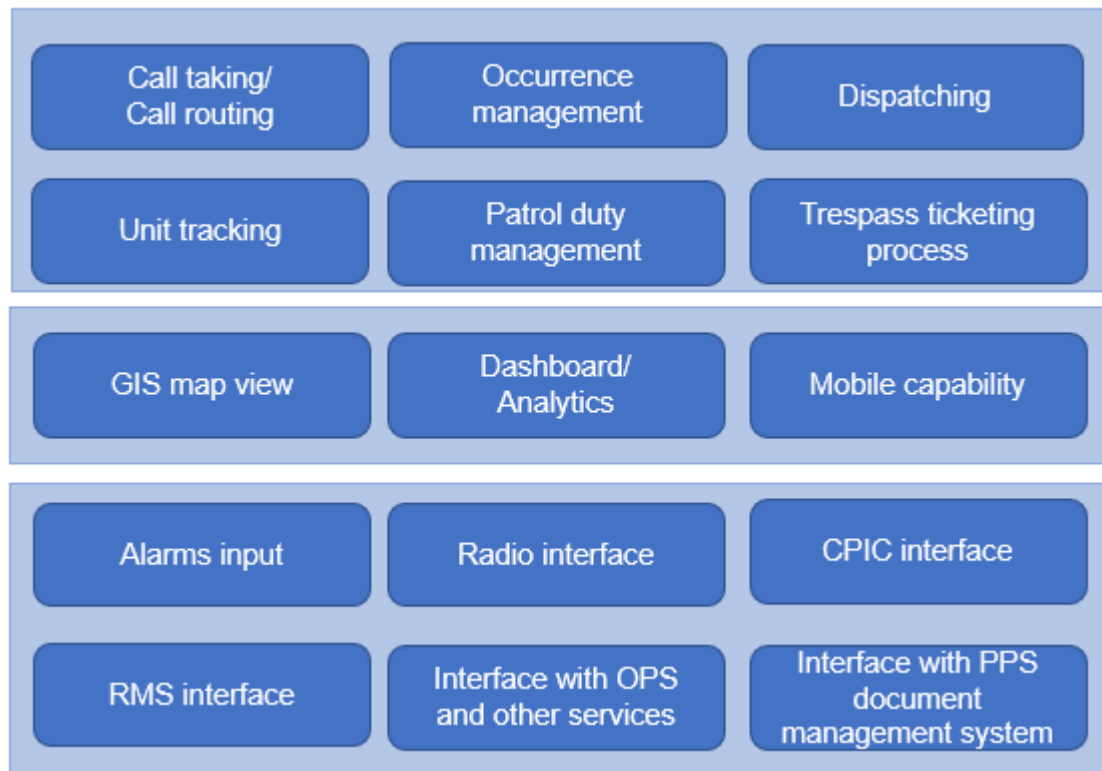 Call taking/
Call routing
Occurrence
management
Dispatching
Unit tracking
Patrol duty
management
Trespass ticketing
process
GIS map view
Dashboard/
Analytics
Mobile capability
Alarms input
Radio interface
CPIC interface
RMS interface
Interface with OPS
and other services
Interface with PPS
document
management system